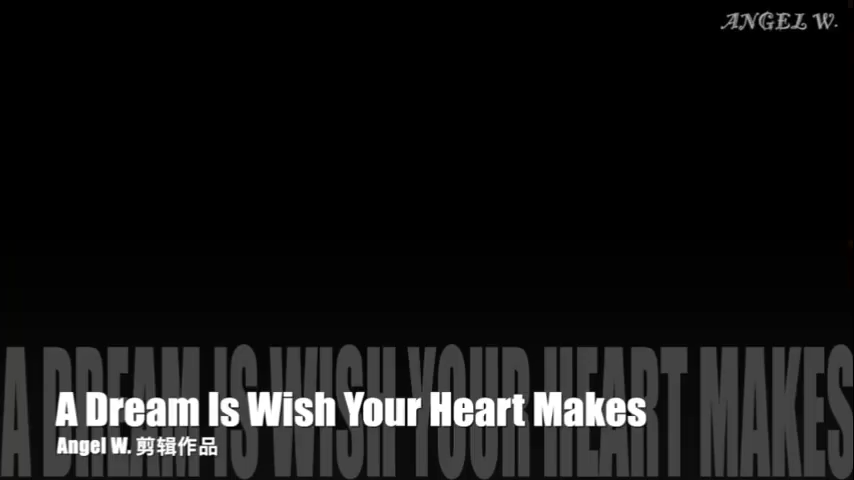 ANGEL W.
A DREAM IS WISH YOUR HEART MAKES
A Dream Is Wish Your Heart Makes
Angel W. 剪辑作品